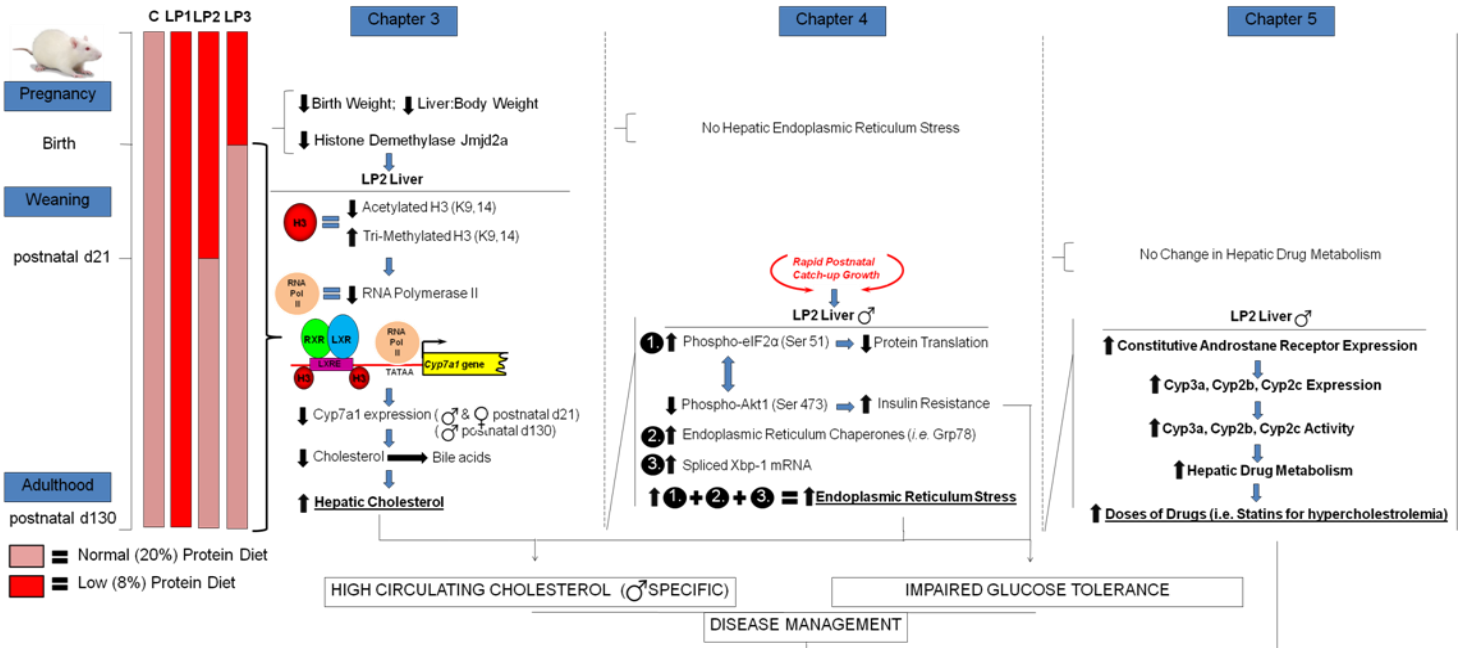 C LP1 LP2 LP3
Pregnancy
Birth
Weaning
postnatal d21
Adulthood
postnatal d130
= Normal (20%) Protein Diet
= Low (8%) Protein Diet
Chapter 3
Birth Weight; Liver:Body Weight
Histone Demethylase Jmjd2a
LP2 Liver
H3 = Acetylated H3 (K9,14)
Tri-Methylated H3 (K9,14)
RNA
Pol
II
= RNA Polymerase II
RXR LXR
RNA
Pol
II
LXRE
H3 H3
TATAA
Cyp7a1 gene
Cyp7a1 expression (♂ & ♀ postnatal d21)
(♂ postnatal d130)
Cholesterol Bile acids
Hepatic Cholesterol
Chapter 4
No Hepatic Endoplasmic Reticulum Stress
Rapid Postnatal
Catch-up Growth
LP2 Liver ♂
1. Phospho-eIF2α (Ser 51) Protein Translation
Phospho-Akt1 (Ser 473) Insulin Resistance
2. Endoplasmic Reticulum Chaperones (i.e. Grp78)
3. Spliced Xbp-1 mRNA
1. + 2. + 3. = Endoplasmic Reticulum Stress
Chapter 5
No Change in Hepatic Drug Metabolism
LP2 Liver ♂
Constitutive Androstane Receptor Expression
Cyp3a, Cyp2b, Cyp2c Expression
Cyp3a, Cyp2b, Cyp2c Activity
Hepatic Drug Metabolism
Doses of Drugs (i.e. Statins for hypercholestrolemia)
HIGH CIRCULATING CHOLESTEROL (♂ SPECIFIC)
IMPAIRED GLUCOSE TOLERANCE
DISEASE MANAGEMENT